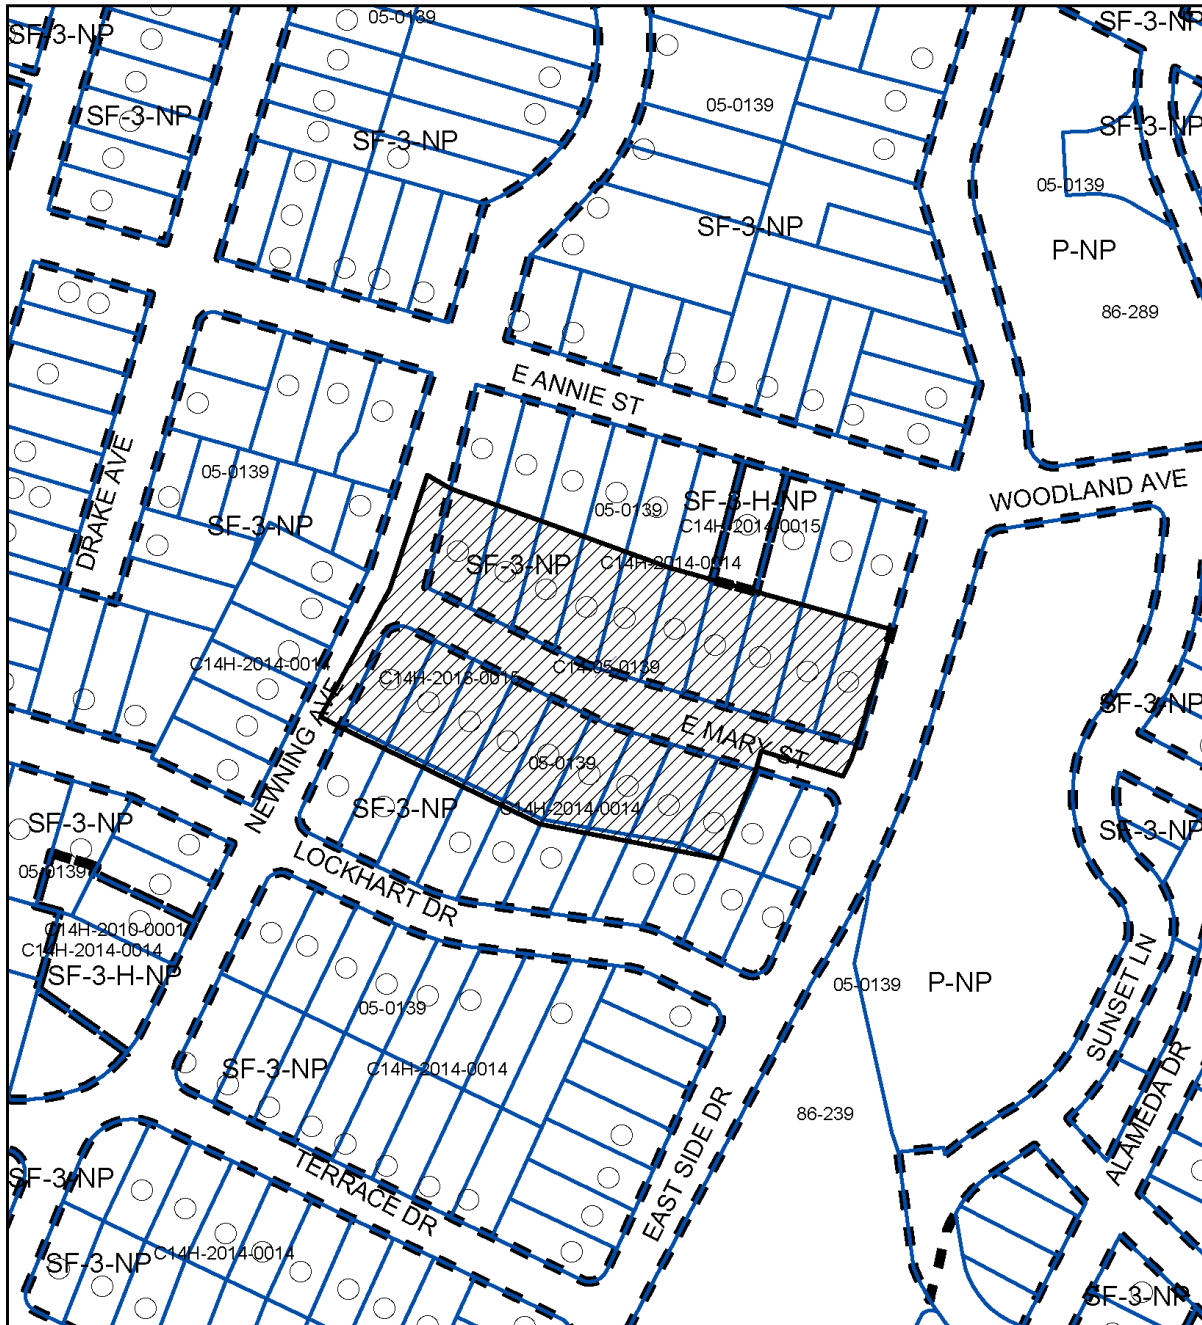 05-0139
SF-3-NP
SF-3-NP
SF-3-NP
05-0139
SF-3-NP
SF-3-NP
SF-3-NP
05-0139
SF-3-NP
P-NP
86-289
E ANNIE ST
DRAKE AVE
05-0139
SF-3-NP
WOODLAND AVE
SF-3-H-NP
05-0139
C14H-2014-0015
SF-3-NP
C14H-2014-0014
C14H-2014-0014
C14-05-0139
NEWNING AVE
E MARY ST
SF-3-NP
05-0139
C14H-2014-0014
SF-3-NP
SF-3-NP
SF-3-NP
LOCKHART DR
05-0139
C14H-2010-0001
C14H-2014-0014
SF-3-H-NP
05-0139
P-NP
SUNSET LN
05-0139
SF-3-NP
C14H-2014-0014
86-239
ALAMEDA DR
EAST SIDE DR
TERRACE DR
SF-3-NP
C14H-2014-0014
SF-3-NP
SF-3-NP